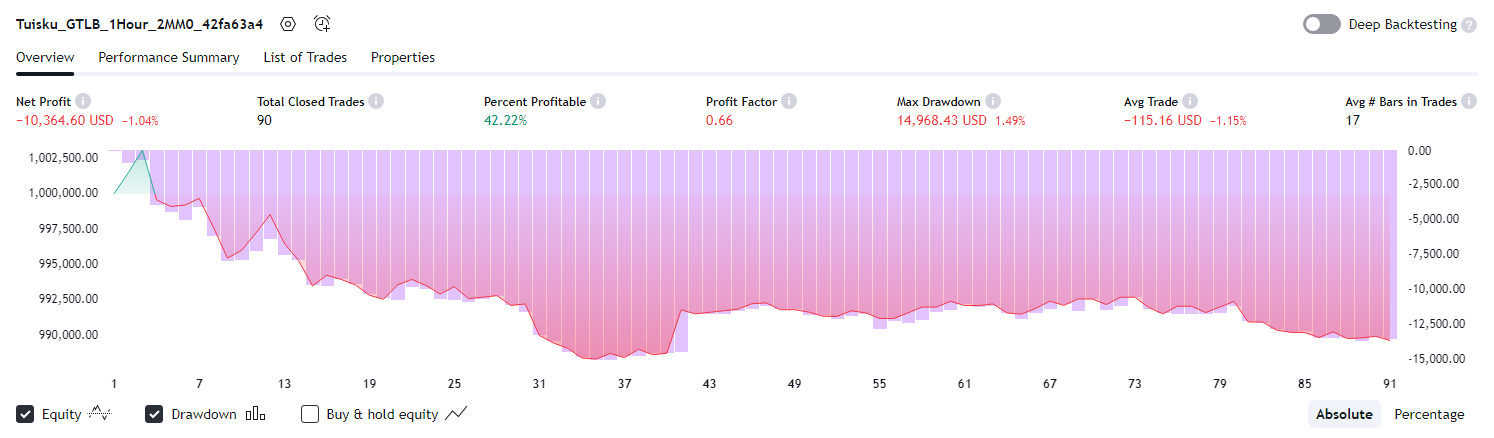 Tuisku_GTLB_1Hour_2MM0_42fa63a4
Deep Backtesting ?
Overview Performance Summary List of Trades Properties
Net Profit Total Closed Trades Percent Profitable Profit Factor Max Drawdown Avg Trade Avg # Bars in Trades
−10,364.60 USD −1.04% 90 42.22% 0.66 14,968.43 USD 1.49% −115.16 USD −1.15% 17
1,002,500.00 0.00
1,000,000.00 -2,500.00
997,500.00 -5,000.00
995,000.00 -7,500.00
992,500.00 -10,000.00
990,000.00 -12,500.00
-15,000.00
1 7 13 19 25 31 37 43 49 55 61 67 73 79 85 91
Equity Drawdown Buy & hold equity Absolute Percentage